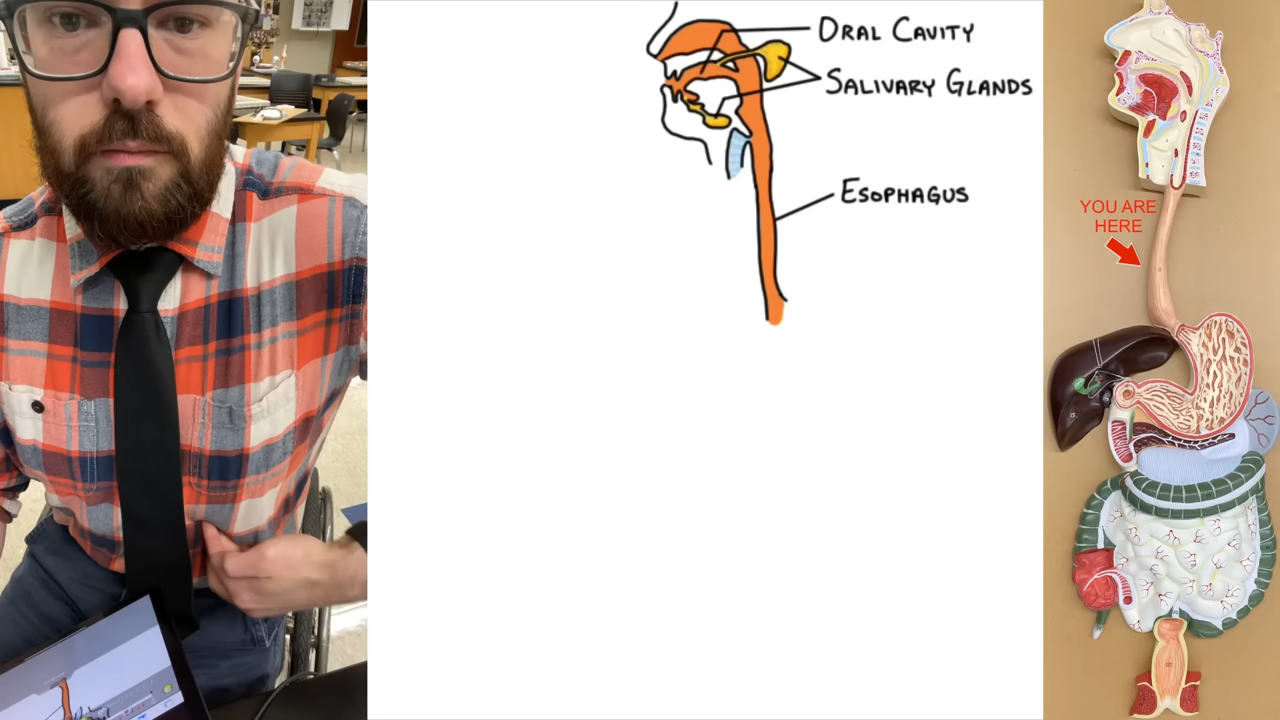 ORAL CAVITY
SALIVARY GLANDS
ESOPHAGUS
YOU ARE
HERE